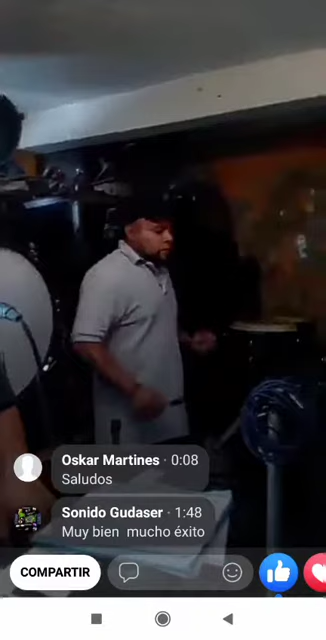 Oskar Martines · 0:08
Saludos
Sonido Gudaser · 1:48
Muy bien  mucho éxito
COMPARTIR